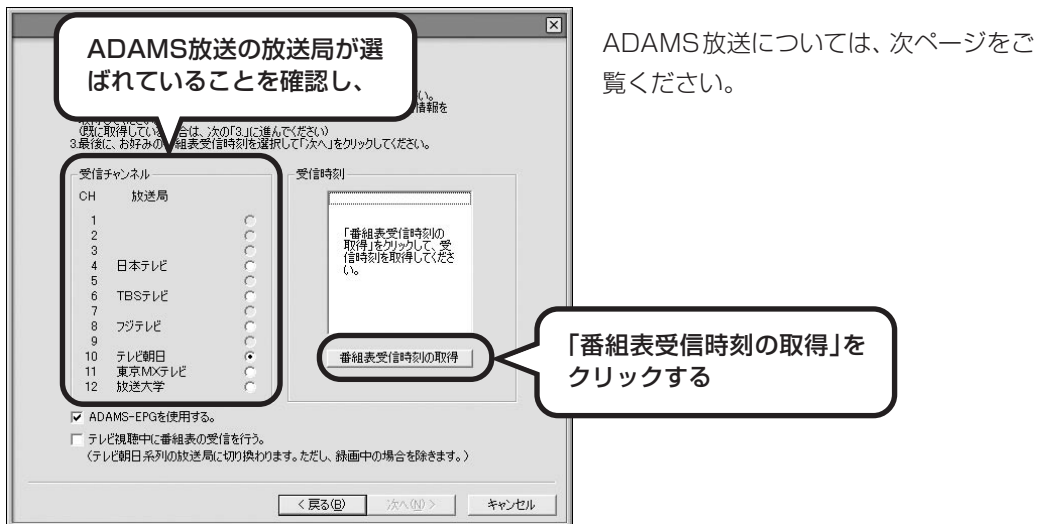 ADAMS放送の放送局が選
ばれていることを確認し、
ADAMS放送については、次ページをご
覧ください。
い。
情報を
(既に取得している合は、次の「3.」に進んでください)
3.最後に、お好みの組表受信時刻を選択して「次へ」をクリックしてください。
受信チャンネル
CH 放送局
1
2
3
4 日本テレビ
5
6 TBSテレビ
7
8 フジテレビ
9
10 テレビ朝日
11 東京MXテレビ
12 放送大学
受信時刻
「番組表受信時刻の
取得」をクリックして、受
信時刻を取得してくださ
い。
番組表受信時刻の取得
「番組表受信時刻の取得」を
クリックする
ADAMS-EPGを使用する。
テレビ視聴中に番組表の受信を行う。
(テレビ朝日系列の放送局に切り換わります。ただし、録画中の場合を除きます。)
< 戻る(B)
次へ(N) >
キャンセル